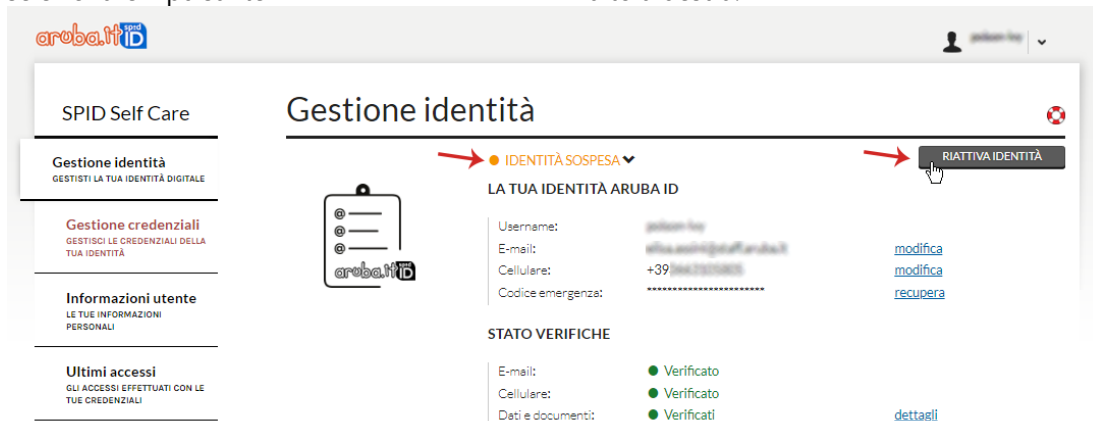 aruba.it spid iD
SPID Self Care
Gestione identità
GESTISTI LA TUA IDENTITÀ DIGITALE
Gestione credenziali
GESTISCI LE CREDENZIALI DELLA
TUA IDENTITÀ
Informazioni utente
LE TUE INFORMAZIONI
PERSONALI
Ultimi accessi
GLI ACCESSI EFFETTUATI CON LE
TUE CREDENZIALI
Gestione identità
IDENTITÀ SOSPESA
RIATTIVA IDENTITÀ
@
@
@
aruba.it spid iD
LA TUA IDENTITÀ ARUBA ID
Username:
E-mail: modifica
Cellulare: +39 modifica
Codice emergenza: *********************** recupera
STATO VERIFICHE
E-mail: Verificato
Cellulare: Verificato
Dati e documenti: Verificati dettagli